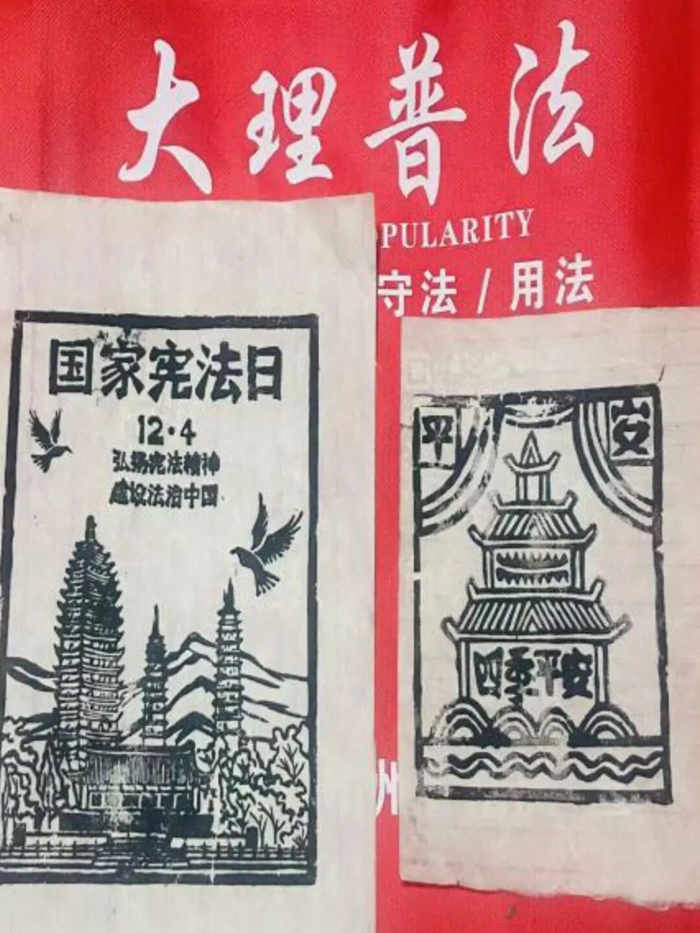 大理普法
PULARITY
守法 / 用法
国家宪法日
12·4
弘扬宪法精神
建设法治中国
平 安
四季平安
州